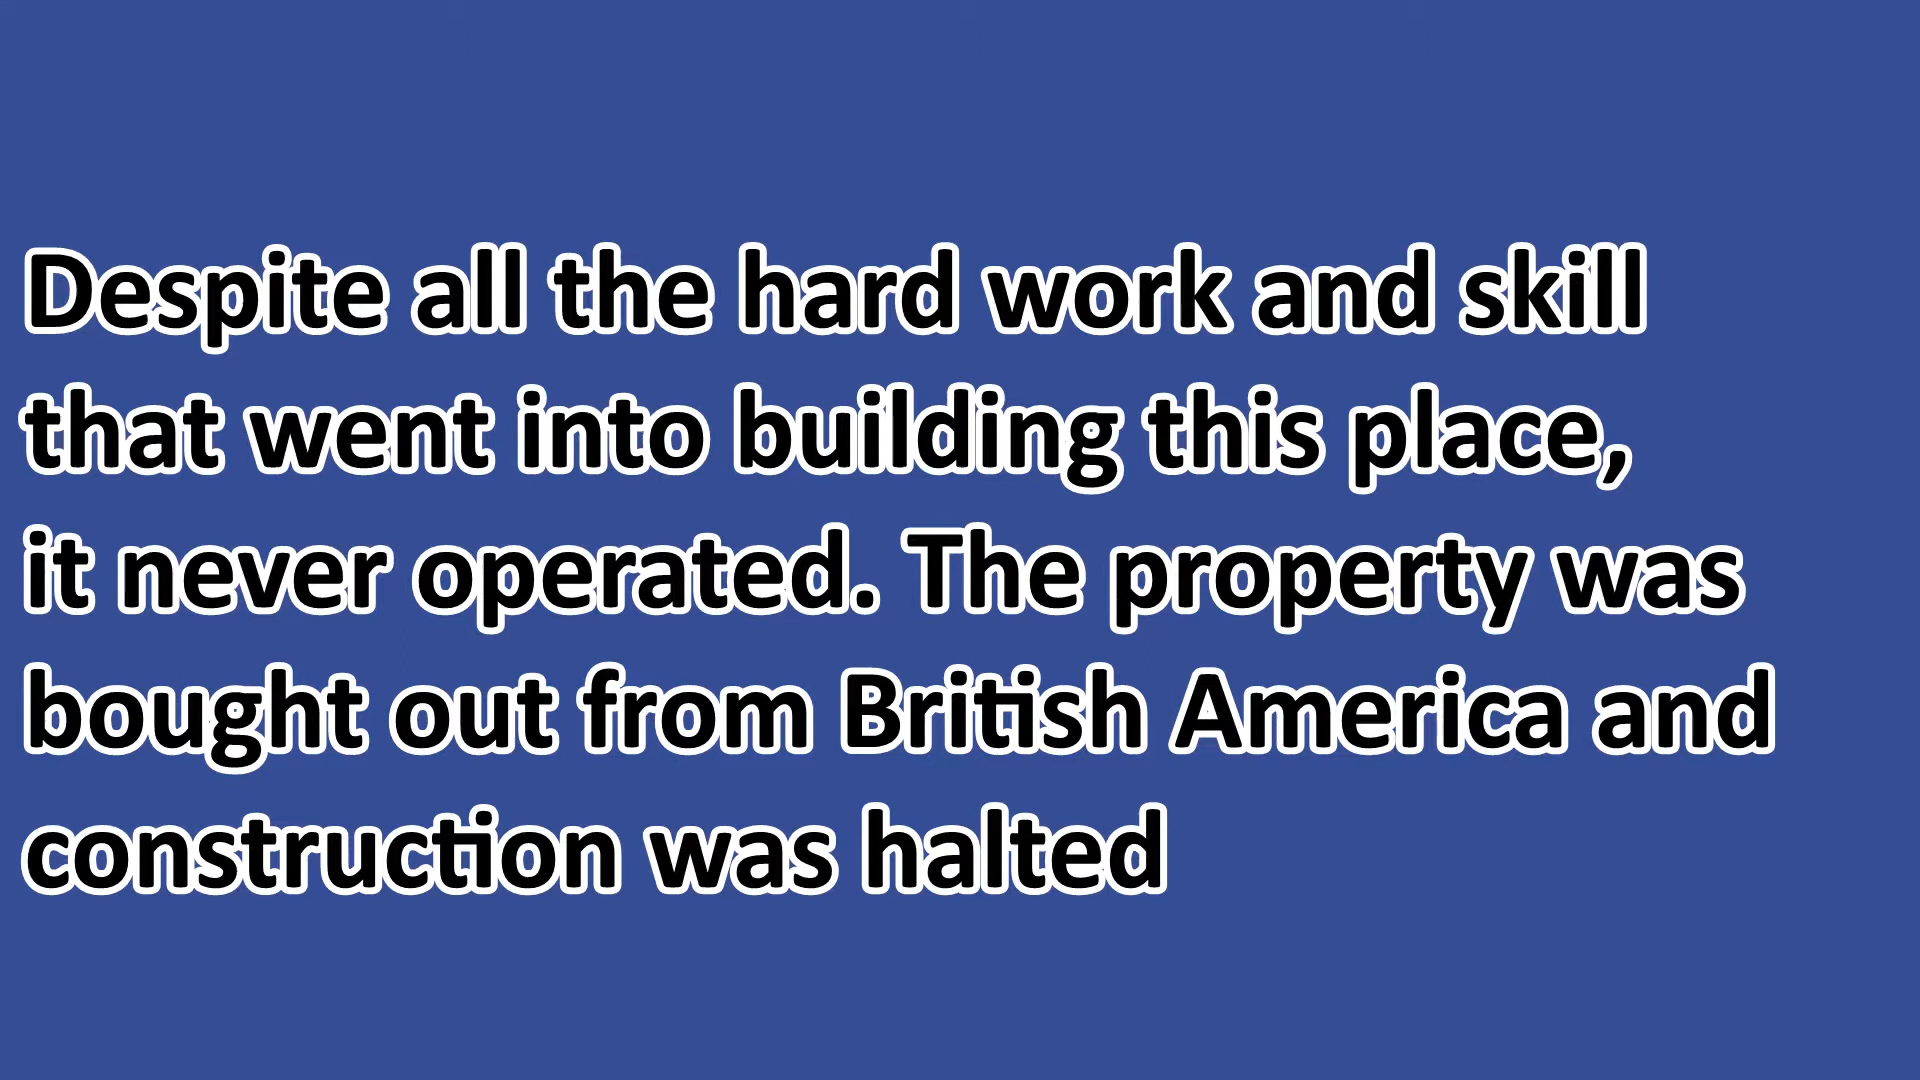 Despite all the hard work and skill
that went into building this place,
it never operated. The property was
bought out from British America and
construction was halted